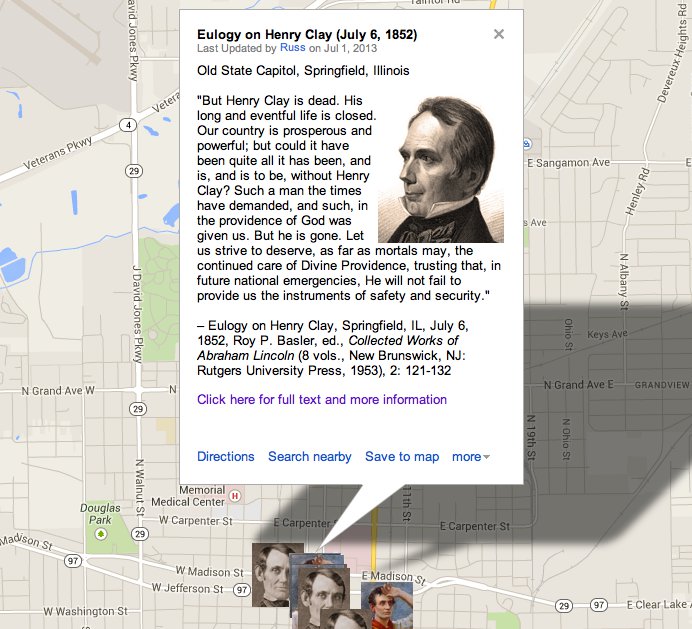 Eulogy on Henry Clay (July 6, 1852)
Last Updated by Russ on Jul 1, 2013
Old State Capitol, Springfield, Illinois
"But Henry Clay is dead. His
long and eventful life is closed.
Our country is prosperous and
powerful; but could it have
been quite all it has been, and
is, and is to be, without Henry
Clay? Such a man the times
have demanded, and such, in
the providence of God was
given us. But he is gone. Let
us strive to deserve, as far as mortals may, the
continued care of Divine Providence, trusting that, in
future national emergencies, He will not fail to
provide us the instruments of safety and security."
– Eulogy on Henry Clay, Springfield, IL, July 6,
1852, Roy P. Basler, ed., Collected Works of
Abraham Lincoln (8 vols., New Brunswick, NJ:
Rutgers University Press, 1953), 2: 121-132
Click here for full text and more information
Directions Search nearby Save to map more
J David Jones Pkwy
Veterans Pkwy
4
29
J David Jones Pkwy
N Grand Ave W
29
N Walnut St
Douglas
Park
29
Madison St
97
W Carpenter St
Memorial
Medical Center
H
W Madison St
W Jefferson St
W Washington St
E Carpenter St
E Carpenter St
E Madison St
N 11th St
29
97
E Clear Lake A
E Sangamon Ave
Devereux Heights Rd
Henley Rd
N Albany St
Ohio St
Keys Ave
N Grand Ave E
GRANDVIEW
N 19th St
N Ohio St